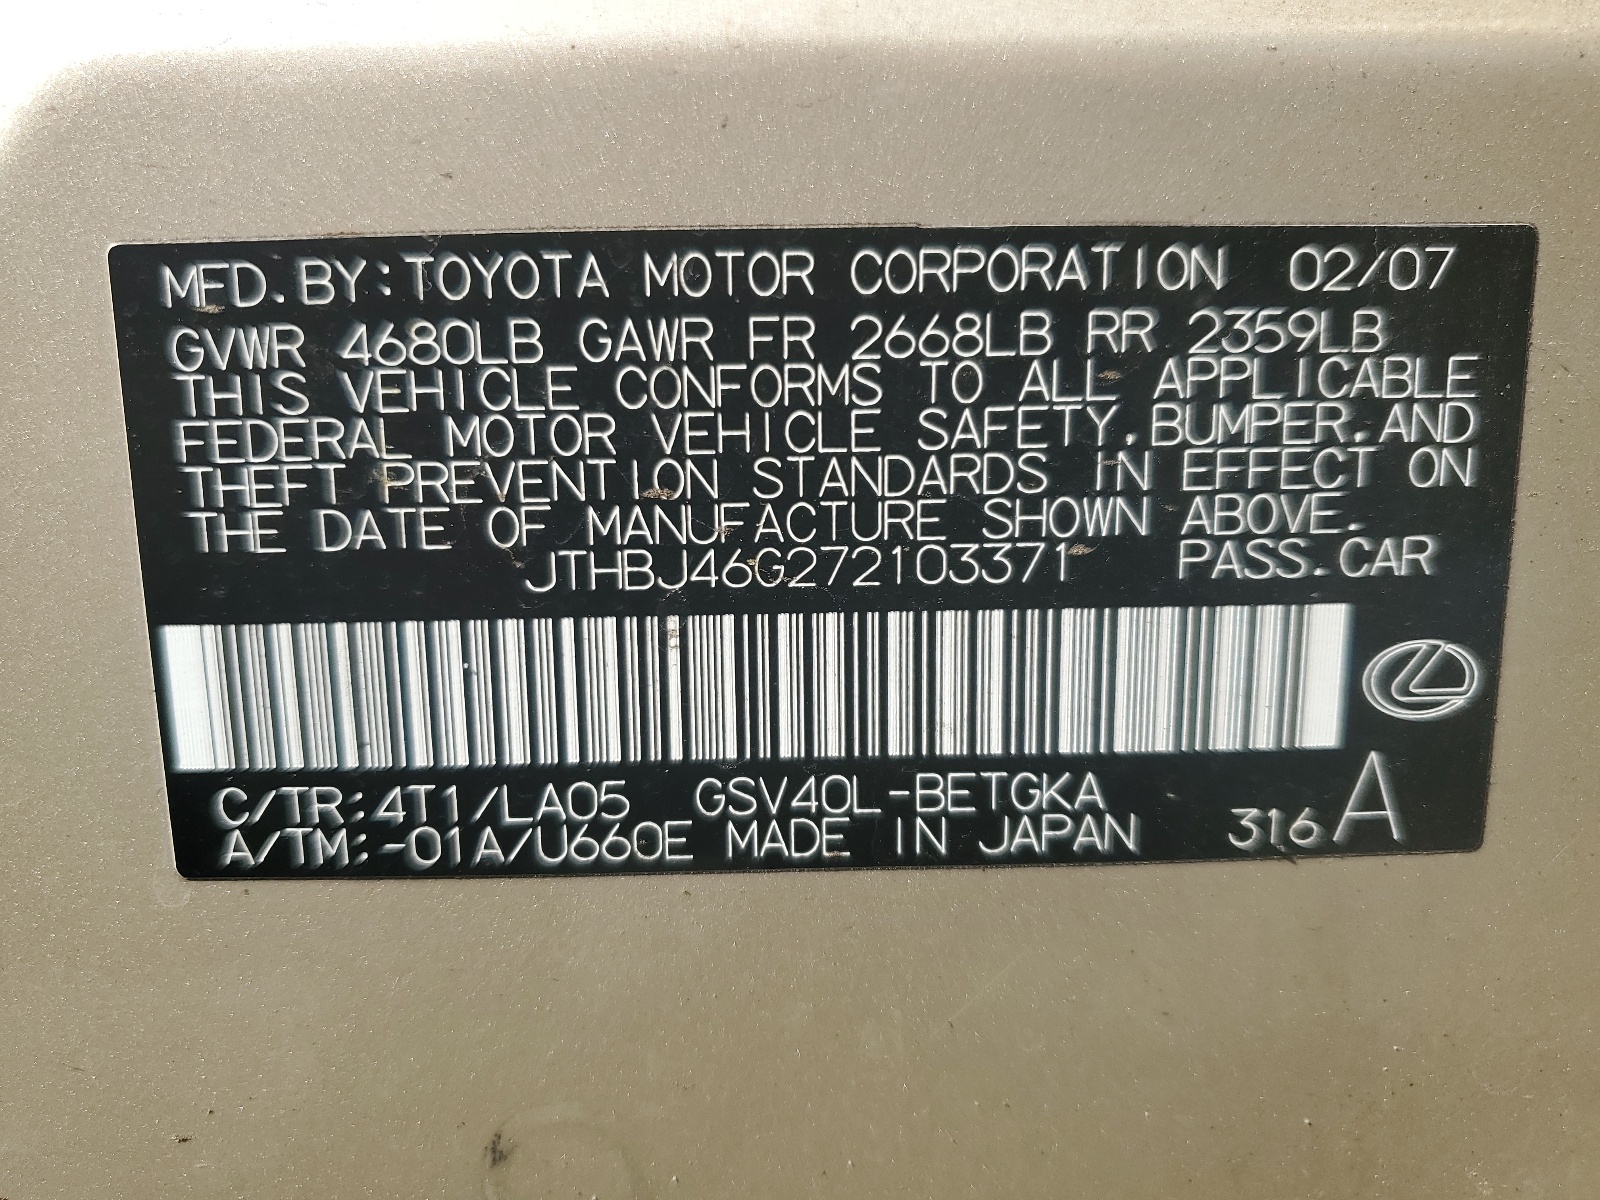 MFD. BY: TOYOTA MOTOR CORPORATION 02/07
GVWR 4680LB GAWR FR 2668LB RR 2359LB
THIS VEHICLE CONFORMS TO ALL APPLICABLE
FEDERAL MOTOR VEHICLE SAFETY, BUMPER, AND
THEFT PREVENTION STANDARDS IN EFFECT ON
THE DATE OF MANUFACTURE SHOWN ABOVE.
JTHBJ46G272103371 PASS. CAR
C/TR: 4T1/LA05 GSV40L-BETGKA
A/TM: -01A/U660E MADE IN JAPAN 316 A